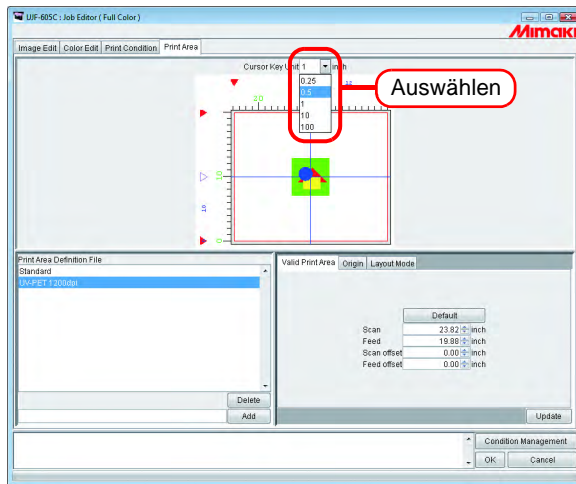 UJF-605C : Job Editor ( Full Color )
Mimaki
Image Edit Color Edit Print Condition Print Area
Cursor Key Unit 1 inch
0.25
0.5
1
10
100
Auswählen
20
10
0
Print Area Definition File
Standard
UV-PET 1200dpi
Delete
Add
Valid Print Area Origin Layout Mode
Default
Scan 23.82 inch
Feed 19.88 inch
Scan offset 0.00 inch
Feed offset 0.00 inch
Update
Condition Management
OK Cancel